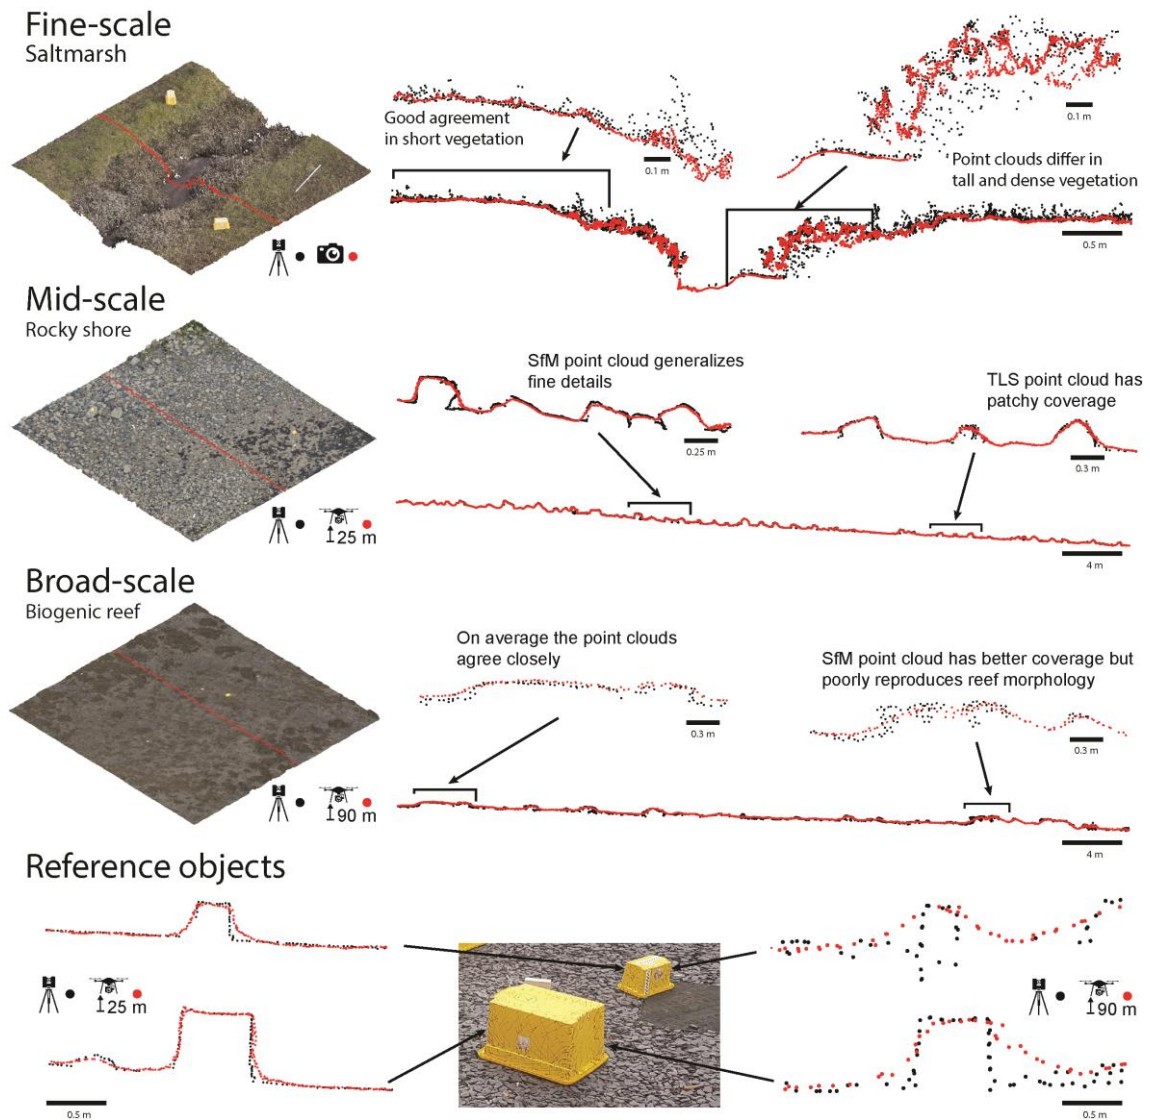 Fine-scale
Saltmarsh
Good agreement
in short vegetation
0.1 m
0.1 m
Point clouds differ in
tall and dense vegetation
0.5 m
Mid-scale
Rocky shore
SfM point cloud generalizes
fine details
TLS point cloud has
patchy coverage
0.25 m
0.3 m
25 m
4 m
Broad-scale
Biogenic reef
On average the point clouds
agree closely
SfM point cloud has better coverage but
poorly reproduces reef morphology
0.3 m
0.3 m
90 m
4 m
Reference objects
25 m
90 m
0.5 m
0.5 m